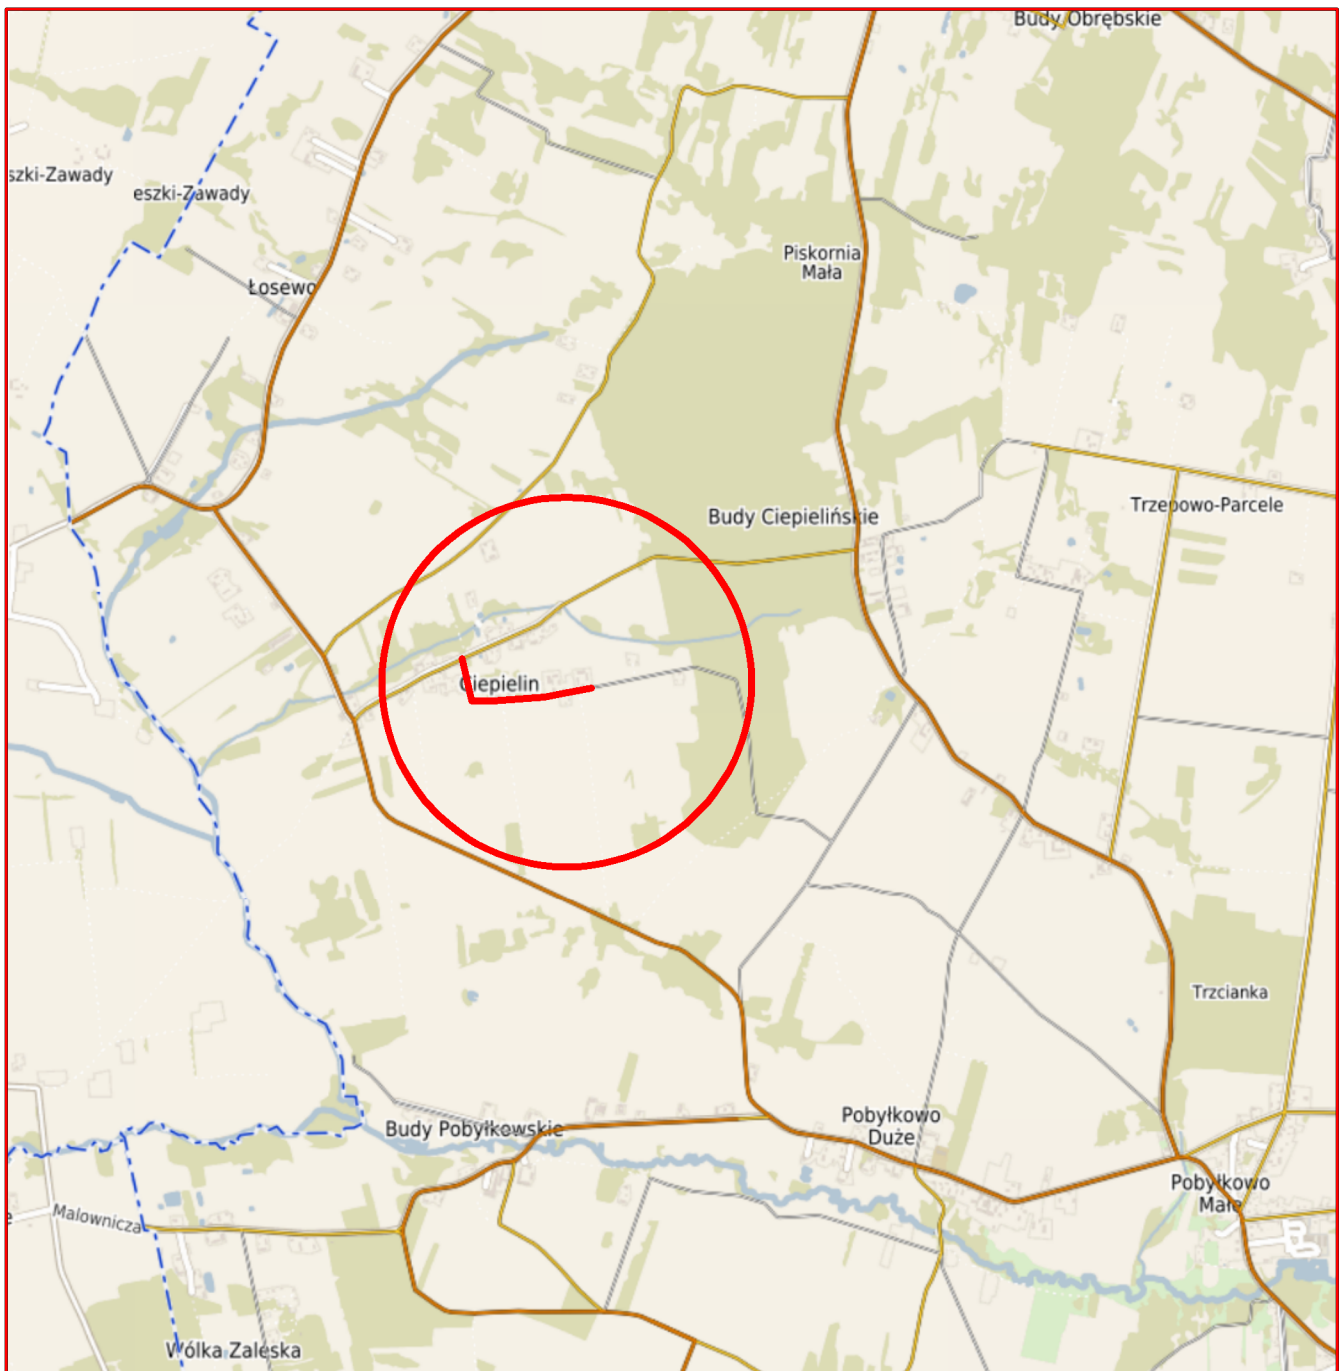 Budy Obrębskie
szki-Zawady
eszki-Zawady
Piskornia
Mała
Łosewo
Trzepowo-Parcele
Budy Ciepielińskie
Ciepielin
Trzcianka
Pobyłkowo
Duże
Budy Pobyłkowskie
Pobyłkowo
Małe
e
Malownicza
Wólka Zaleska